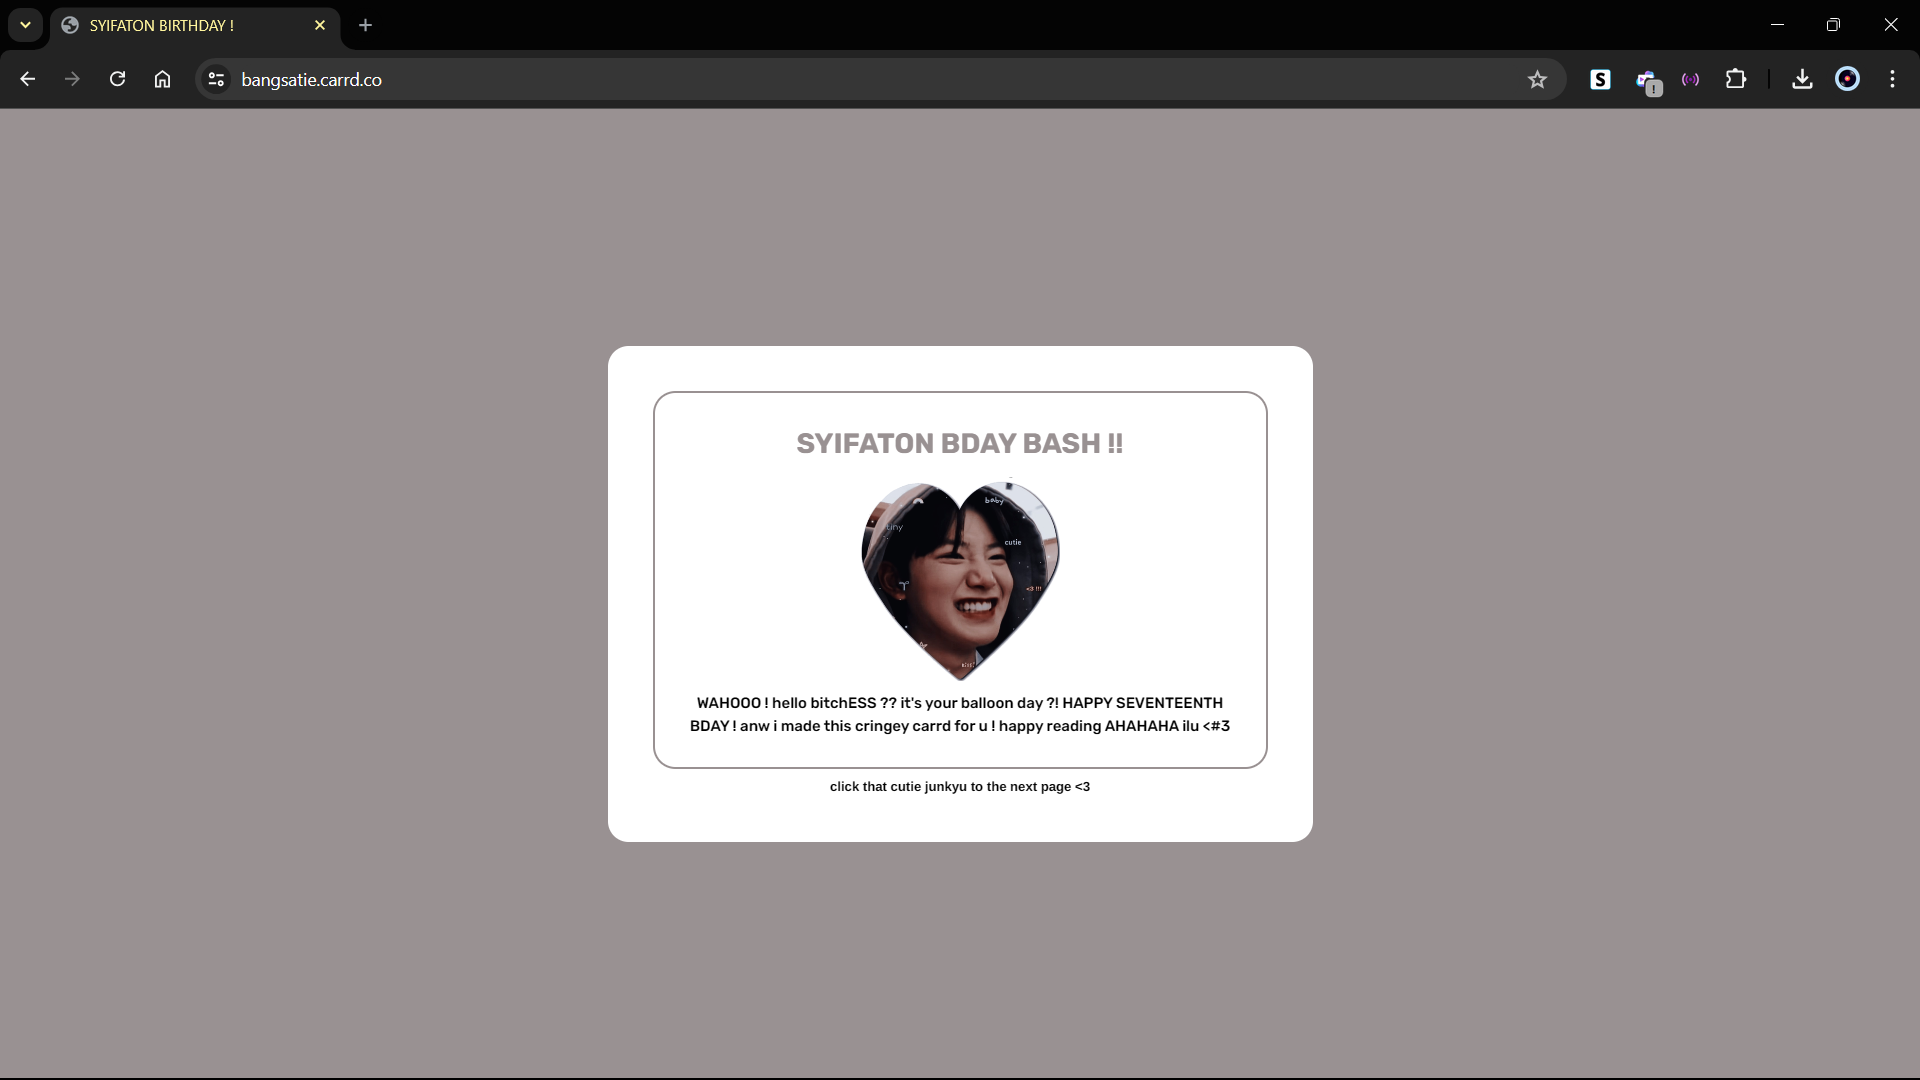 SYIFATON BIRTHDAY !
bangsatie.carrd.co
S
!
SYIFATON BDAY BASH !!
baby
tiny
cutie
<3 !!!
WAHOOO ! hello bitchESS ?? it's your balloon day ?! HAPPY SEVENTEENTH
BDAY ! anw i made this cringey carrd for u ! happy reading AHAHAHA ilu <#3
click that cutie junkyu to the next page <3